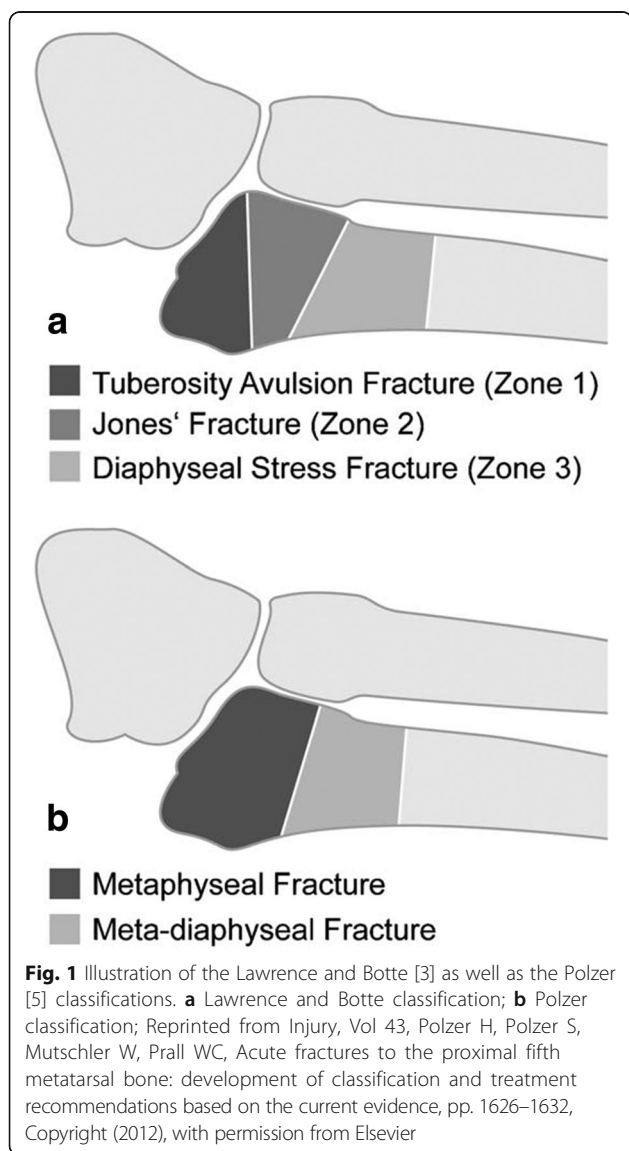 a
Tuberosity Avulsion Fracture (Zone 1)
Jones‘ Fracture (Zone 2)
Diaphyseal Stress Fracture (Zone 3)
b
Metaphyseal Fracture
Meta-diaphyseal Fracture
Fig. 1 Illustration of the Lawrence and Botte [3] as well as the Polzer
[5] classifications. a Lawrence and Botte classification; b Polzer
classification; Reprinted from Injury, Vol 43, Polzer H, Polzer S,
Mutschler W, Prall WC, Acute fractures to the proximal fifth
metatarsal bone: development of classification and treatment
recommendations based on the current evidence, pp. 1626–1632,
Copyright (2012), with permission from Elsevier